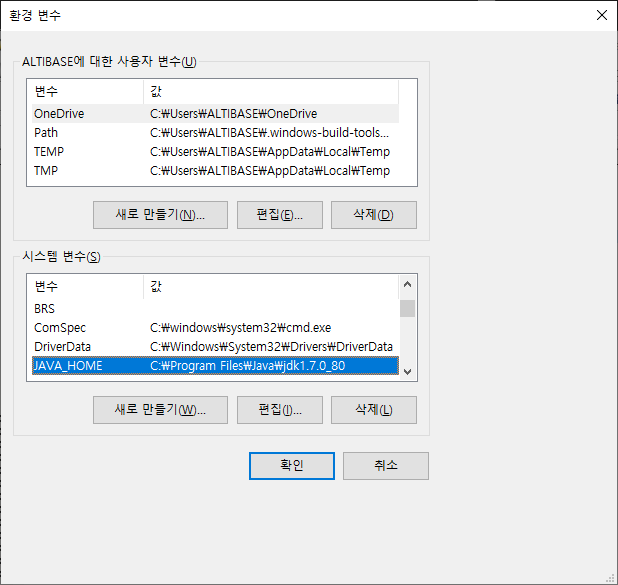 환경 변수
ALTIBASE에 대한 사용자 변수(U)
변수 값
OneDrive C:₩Users₩ALTIBASE₩OneDrive
Path C:₩Users₩ALTIBASE₩.windows-build-tools...
TEMP C:₩Users₩ALTIBASE₩AppData₩Local₩Temp
TMP C:₩Users₩ALTIBASE₩AppData₩Local₩Temp
새로 만들기(N)... 편집(E)... 삭제(D)
시스템 변수(S)
변수 값
BRS
ComSpec C:₩windows₩system32₩cmd.exe
DriverData C:₩Windows₩System32₩Drivers₩DriverData
JAVA_HOME C:₩Program Files₩Java₩jdk1.7.0_80
새로 만들기(W)... 편집(I)... 삭제(L)
확인 취소